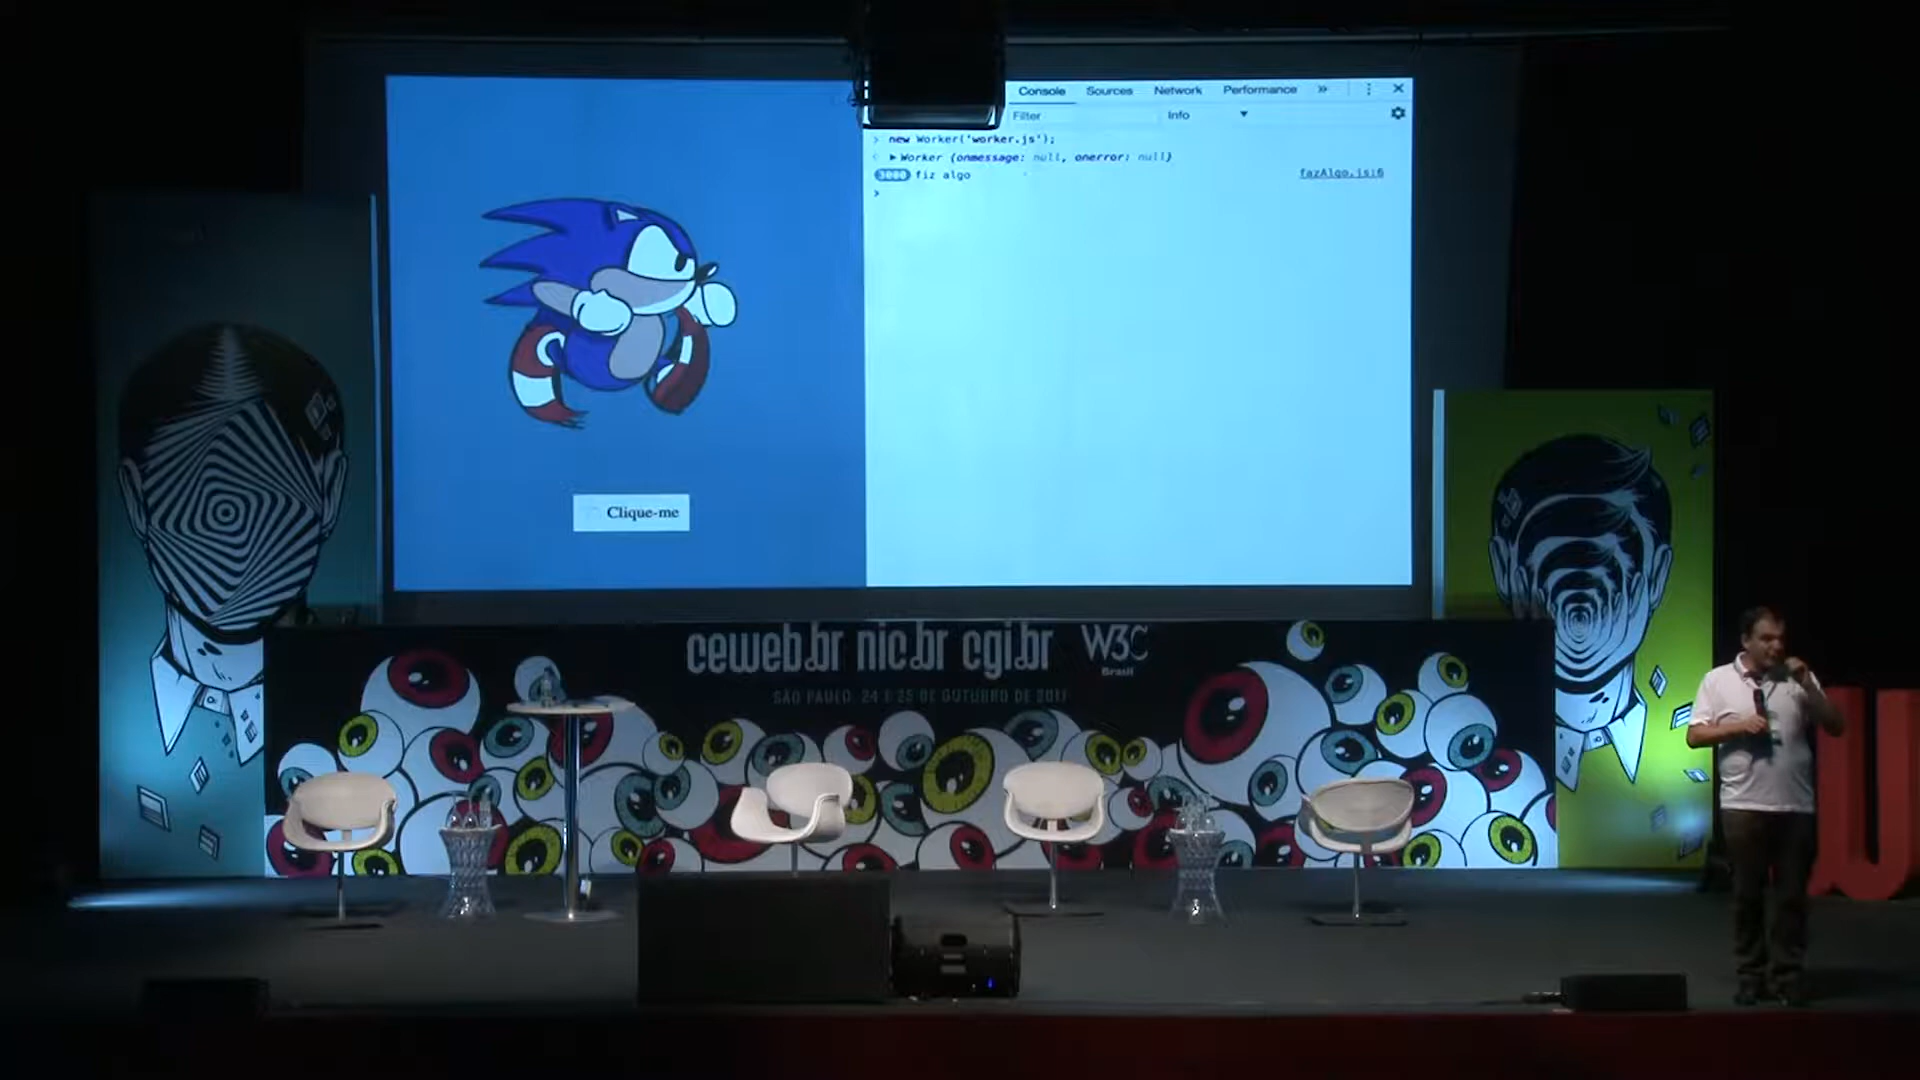 Console Sources Network Performance »
Filter Info
new Worker('worker.js');
Worker {onmessage: null, onerror: null}
3000 fiz algo fazAlgo.js:6
Clique-me
ceweb.br nic.br cgi.br W3C
Brasil
SÃO PAULO, 24 E 25 DE OUTUBRO DE 2017
U